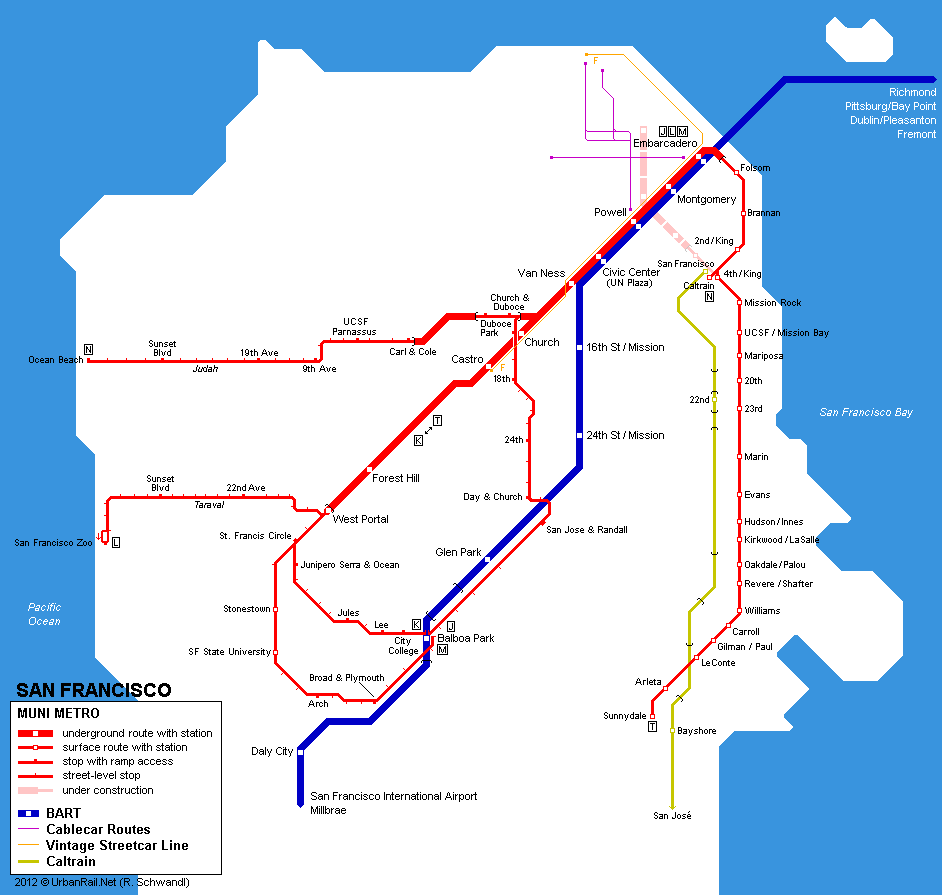 F
Richmond
Pittsburg/Bay Point
Dublin/Pleasanton
Fremont
J L M
Embarcadero
Folsom
Montgomery
Powell
Brannan
2nd/King
San Francisco
Caltrain
N
4th/King
Van Ness
Civic Center
(UN Plaza)
Church &
Duboce
Duboce
Park
Mission Rock
UCSF
Parnassus
UCSF / Mission Bay
N
Ocean Beach
Sunset
Blvd
Judah
19th Ave
9th Ave
Carl & Cole
Church
Castro
F
18th
16th St/Mission
Mariposa
20th
22nd
23rd
San Francisco Bay
K
T
24th
24th St/Mission
Marin
Forest Hill
Sunset
Blvd
22nd Ave
Taraval
Day & Church
Evans
West Portal
San Jose & Randall
Hudson/Innes
St. Francis Circle
San Francisco Zoo
L
Kirkwood/LaSalle
Glen Park
Junipero Serra & Ocean
Oakdale/Palou
Revere/Shafter
Pacific
Ocean
Stonestown
Jules
Lee
K
J
City
College
Balboa Park
M
Williams
Carroll
Gilman / Paul
SF State University
LeConte
Broad & Plymouth
Arch
Arleta
Sunnydale
T
Bayshore
Daly City
San Francisco International Airport
Millbrae
San José
SAN FRANCISCO
MUNI METRO
underground route with station
surface route with station
stop with ramp access
street-level stop
under construction
BART
Cablecar Routes
Vintage Streetcar Line
Caltrain
2012 © UrbanRail.Net (R. Schwandl)